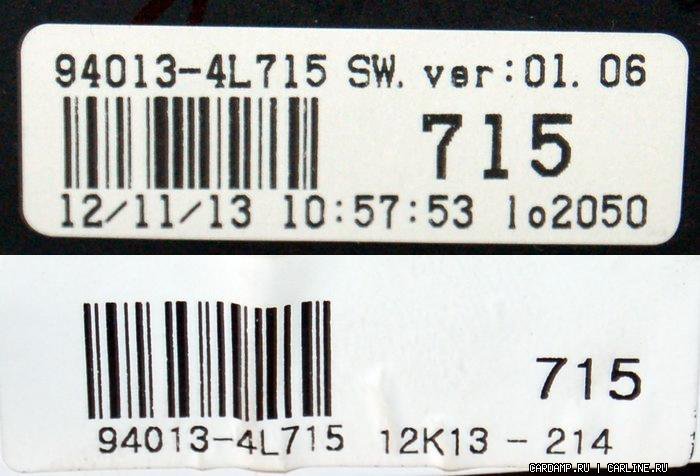 94013-4L715 SW. ver:01. 06
715
12/11/13 10:57:53 lo2050
715
94013-4L715 12K13 - 214
CARDAMP.RU | CARLINE.RU